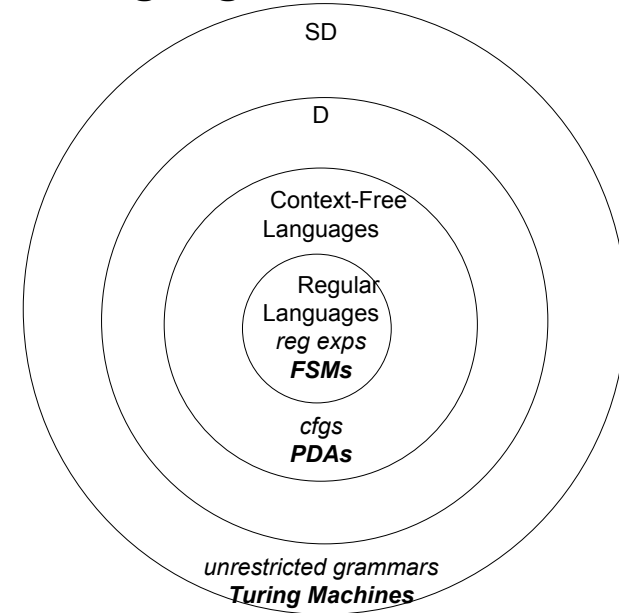 SD
D
Context-Free
Languages
Regular
Languages
reg exps
FSMs
cfgs
PDAs
unrestricted grammars
Turing Machines